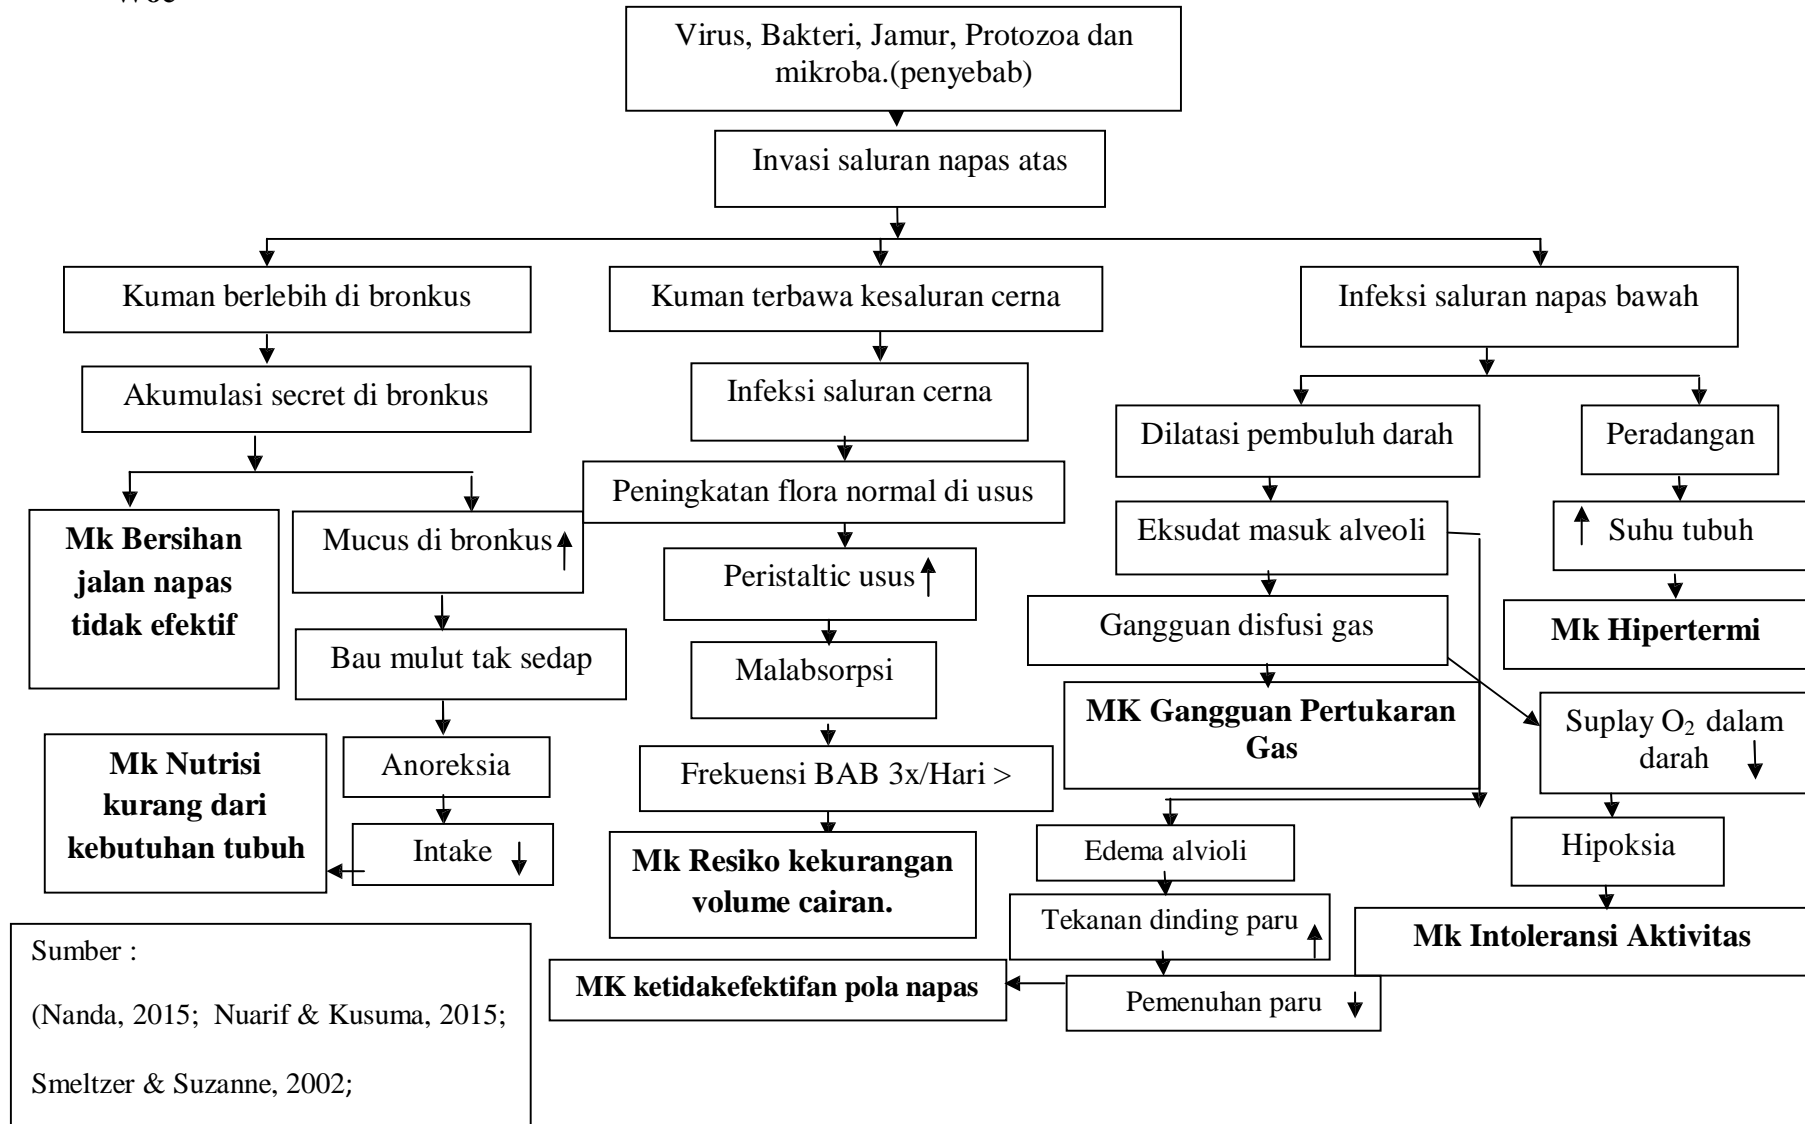 Virus, Bakteri, Jamur, Protozoa dan
mikroba.(penyebab)
Invasi saluran napas atas
Kuman berlebih di bronkus
Kuman terbawa kesaluran cerna
Infeksi saluran napas bawah
Akumulasi secret di bronkus
Infeksi saluran cerna
Dilatasi pembuluh darah
Peradangan
Peningkatan flora normal di usus
Mk Bersihan
jalan napas
tidak efektif
Mucus di bronkus ↑
Eksudat masuk alveoli
↑ Suhu tubuh
Peristaltic usus ↑
Bau mulut tak sedap
Gangguan disfusi gas
Mk Hipertermi
Malabsorpsi
MK Gangguan Pertukaran
Gas
Suplay O₂ dalam
darah ↓
Mk Nutrisi
kurang dari
kebutuhan tubuh
Anoreksia
Frekuensi BAB 3x/Hari >
Intake ↓
Mk Resiko kekurangan
volume cairan.
Edema alvioli
Hipoksia
Tekanan dinding paru ↑
Mk Intoleransi Aktivitas
MK ketidakefektifan pola napas
Pemenuhan paru ↓
Sumber :
(Nanda, 2015; Nuarif & Kusuma, 2015;
Smeltzer & Suzanne, 2002;